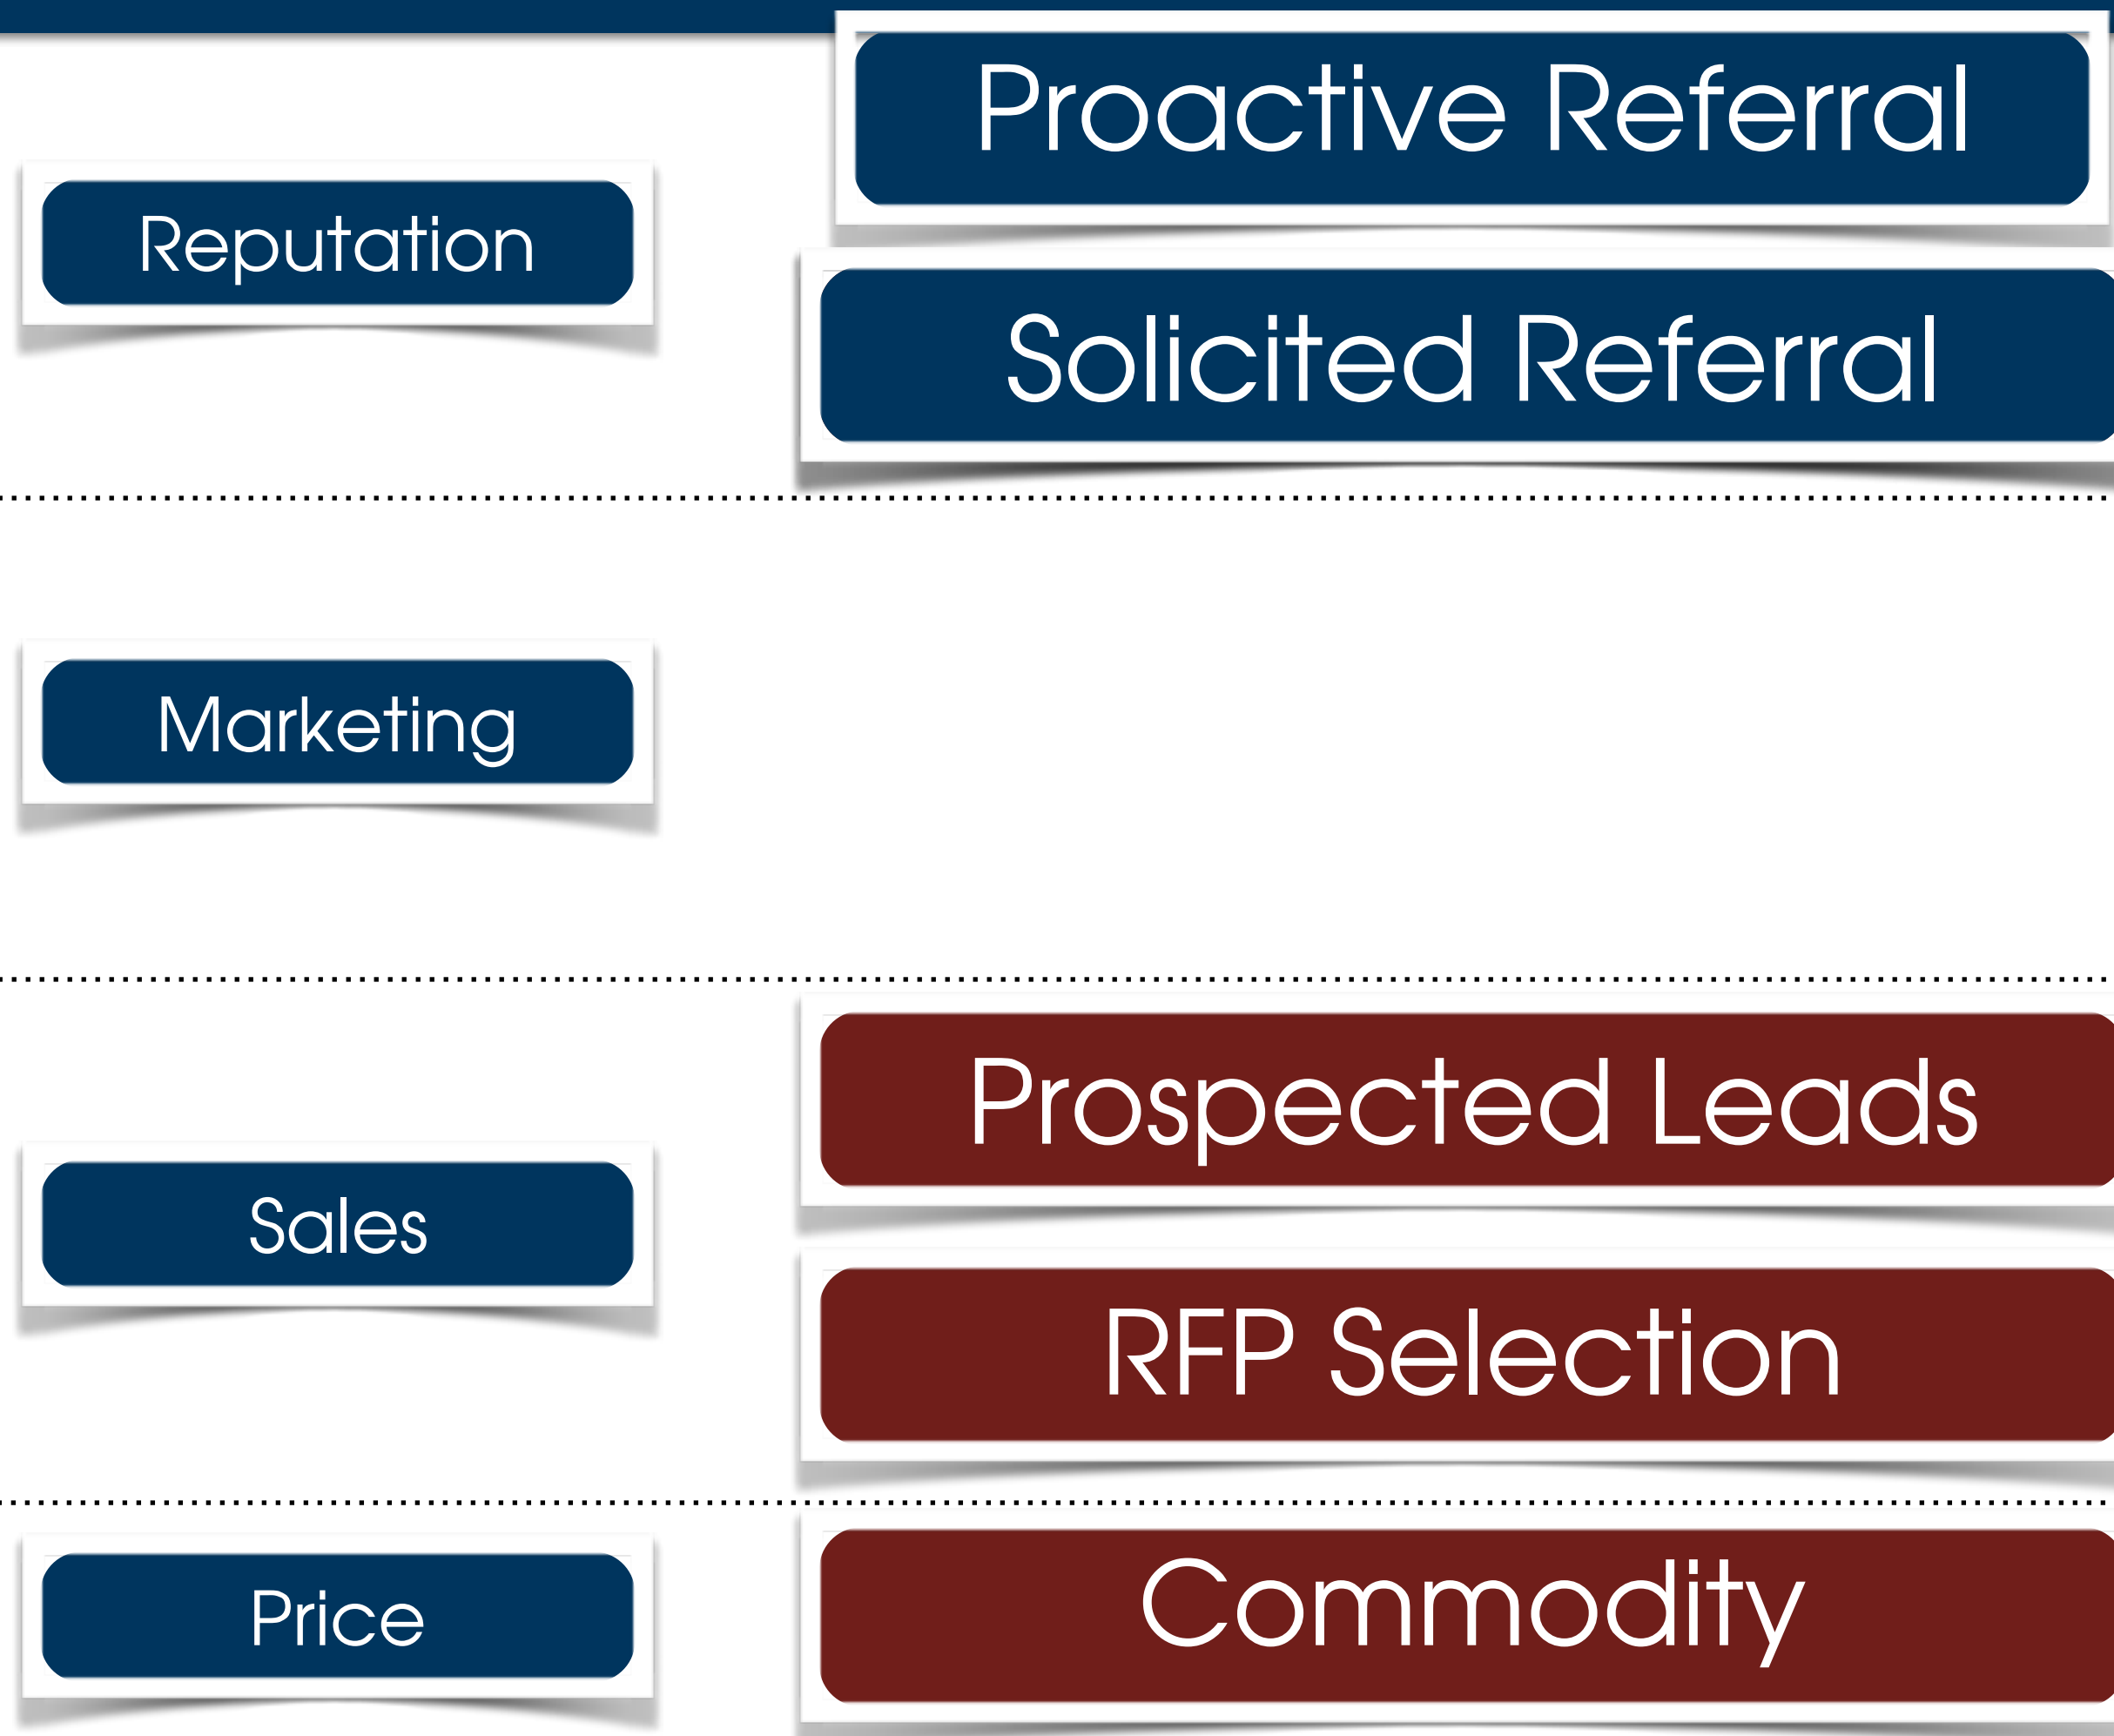 Proactive Referral
Reputation
Solicited Referral
Marketing
Prospected Leads
Sales
RFP Selection
Price
Commodity